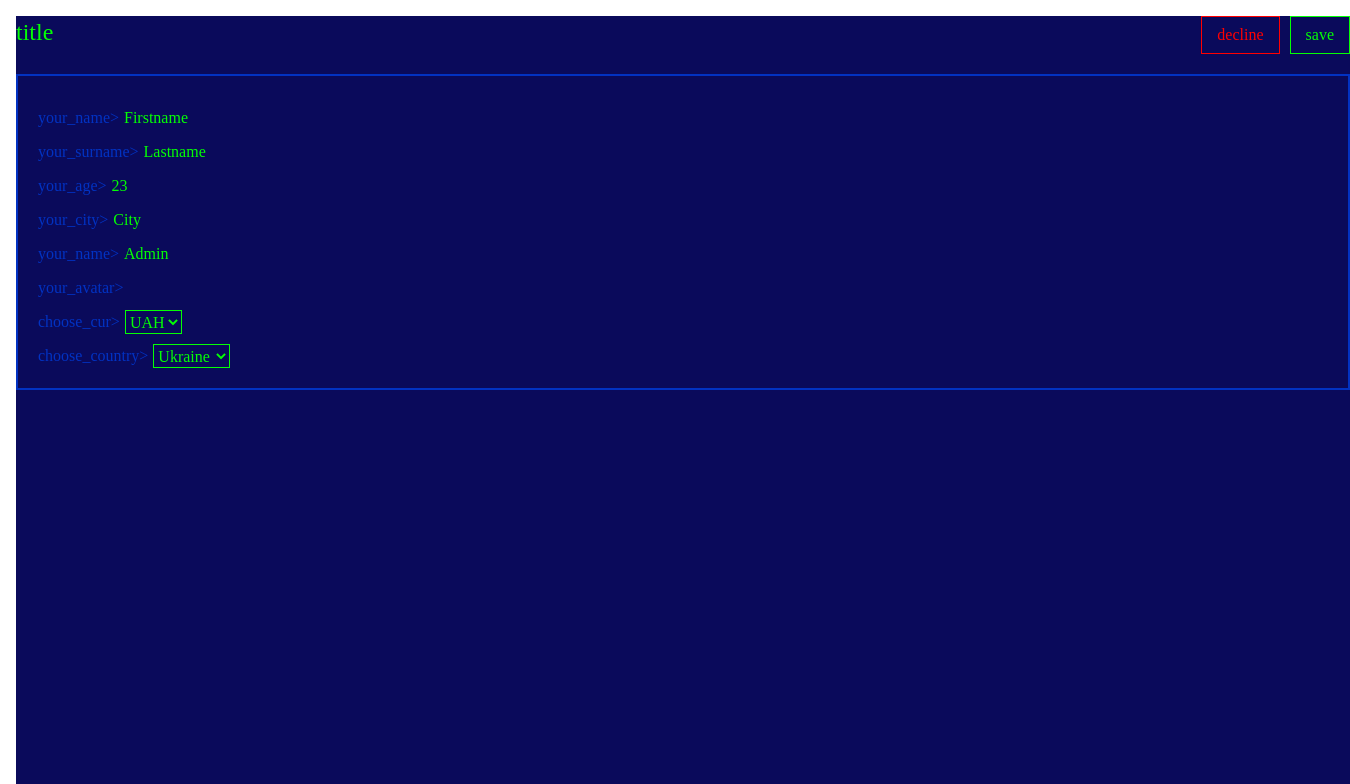 title
decline save
your_name> Firstname
your_surname> Lastname
your_age> 23
your_city> City
your_name> Admin
your_avatar>
choose_cur> UAH
choose_country> Ukraine